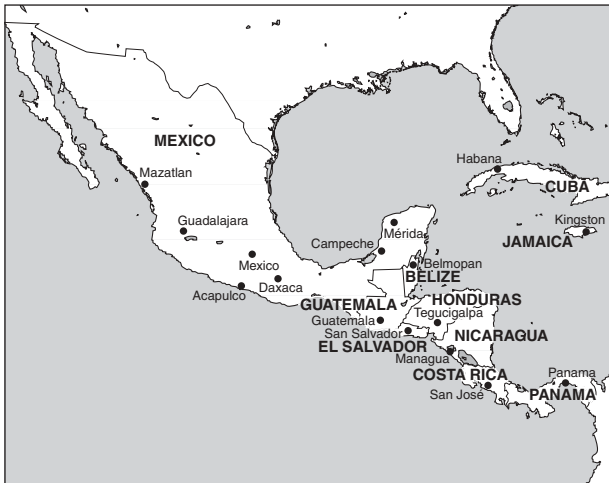 MEXICO
Mazatlan
Guadalajara
Mexico
Acapulco
Daxaca
Habana
CUBA
Kingston
JAMAICA
Mérida
Campeche
Belmopan
BELIZE
GUATEMALA
HONDURAS
Guatemala
Tegucigalpa
San Salvador
NICARAGUA
EL SALVADOR
Managua
COSTA RICA
Panama
San José
PANAMA